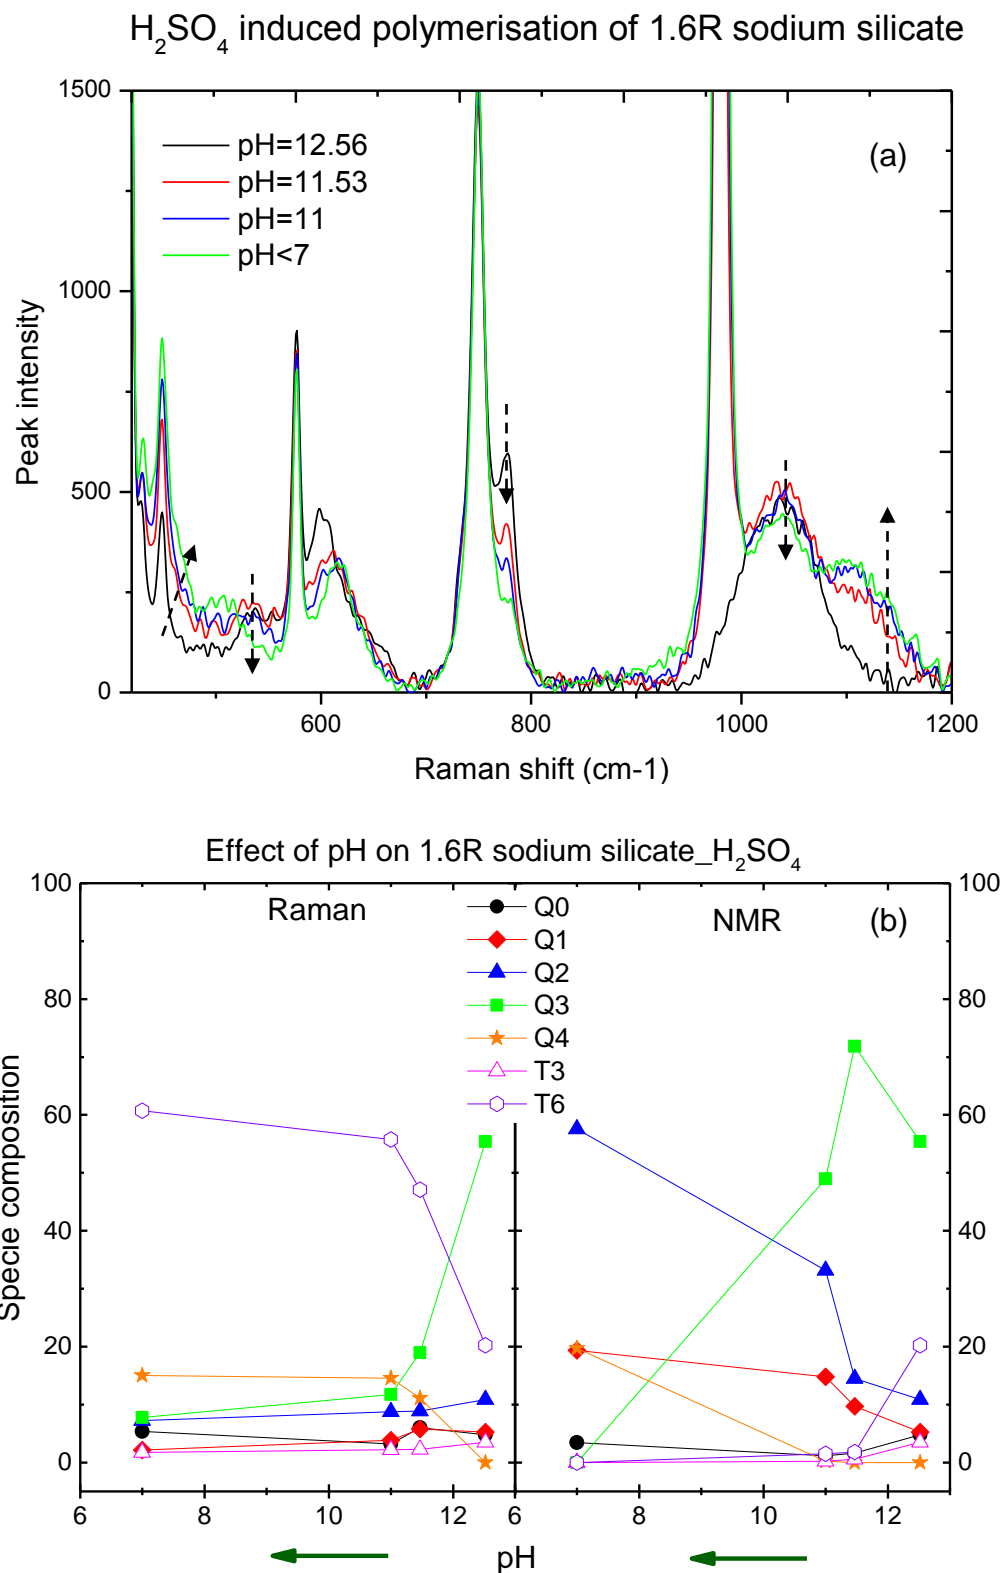 H₂SO₄ induced polymerisation of 1.6R sodium silicate
1500
1000
500
0
Peak intensity
pH=12.56
pH=11.53
pH=11
pH<7
(a)
600
800
1000
1200
Raman shift (cm-1)
Effect of pH on 1.6R sodium silicate_H₂SO₄
100
80
60
40
20
0
Specie composition
Raman
Q0
Q1
Q2
Q3
Q4
T3
T6
NMR
(b)
100
80
60
40
20
0
6
8
10
12
6
8
10
12
pH